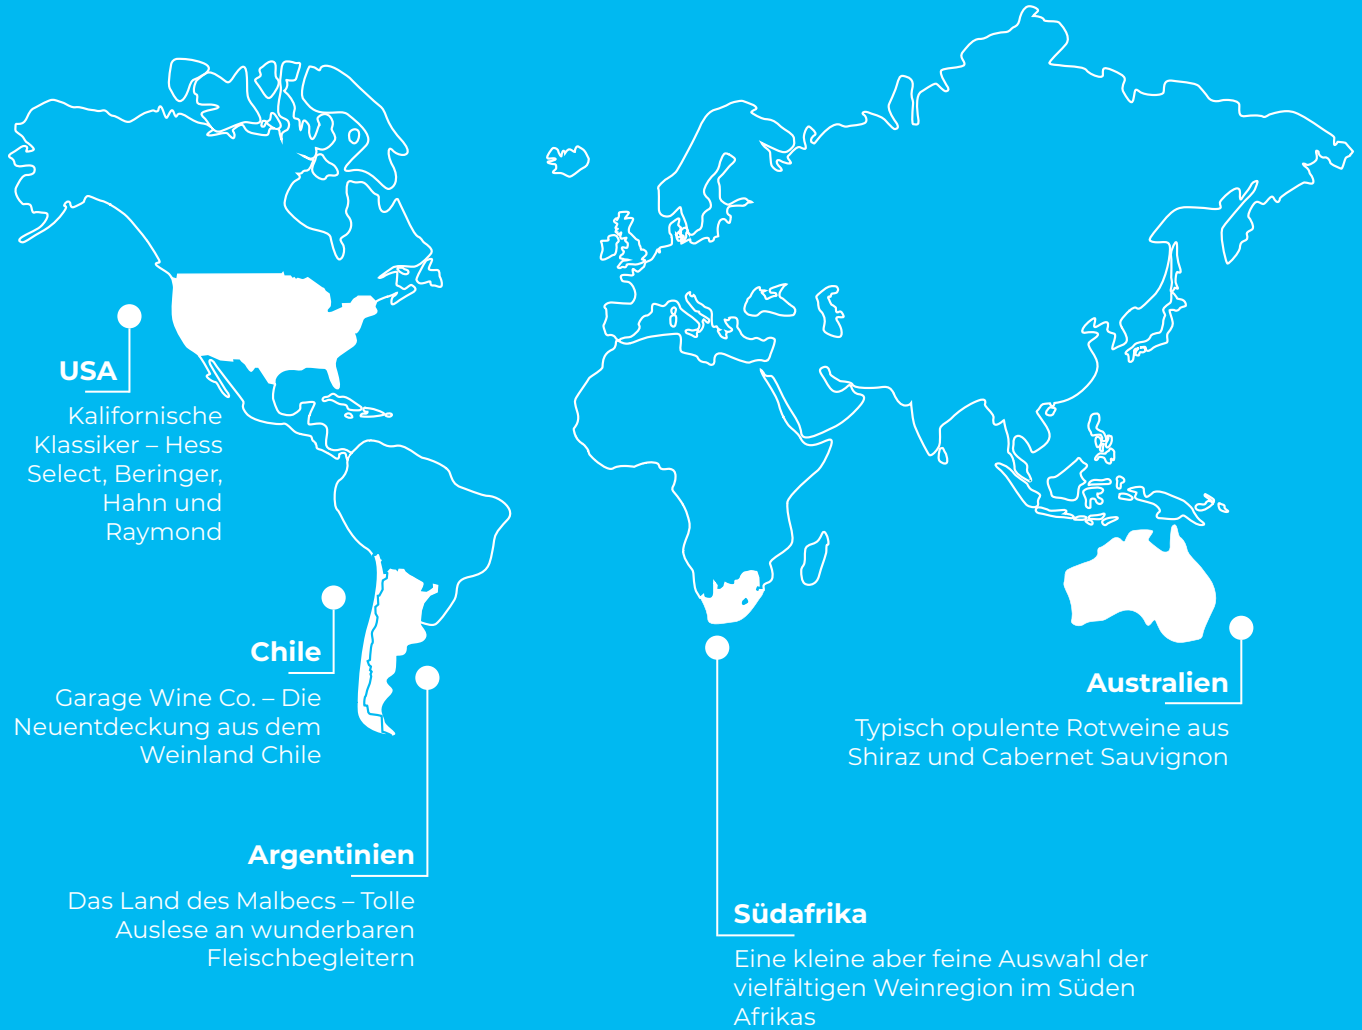 USA
Kalifornische
Klassiker – Hess
Select, Beringer,
Hahn und
Raymond
Chile
Garage Wine Co. – Die
Neuentdeckung aus dem
Weinland Chile
Australien
Typisch opulente Rotweine aus
Shiraz und Cabernet Sauvignon
Argentinien
Das Land des Malbecs – Tolle
Auslese an wunderbaren
Fleischbegleitern
Südafrika
Eine kleine aber feine Auswahl der
vielfältigen Weinregion im Süden
Afrikas